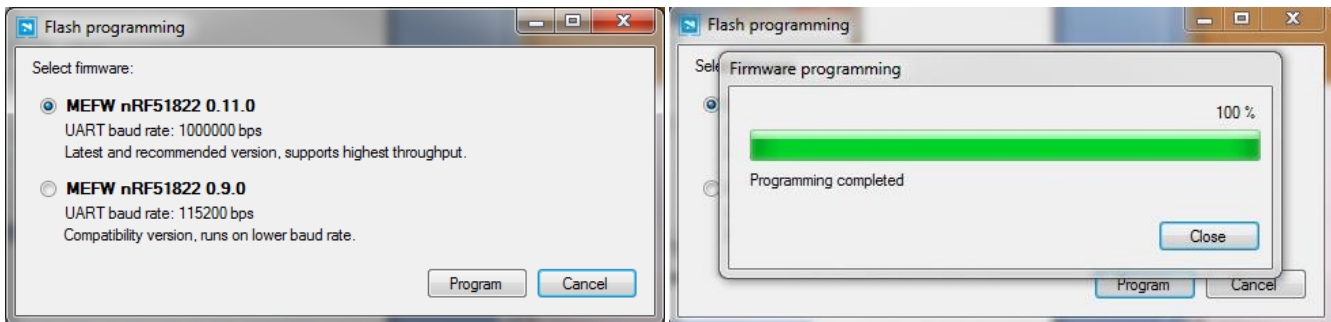 Flash programming
Select firmware:
MEFW nRF51822 0.11.0
UART baud rate: 1000000 bps
Latest and recommended version, supports highest throughput.
MEFW nRF51822 0.9.0
UART baud rate: 115200 bps
Compatibility version, runs on lower baud rate.
Program Cancel
Flash programming
Sele
Firmware programming
100 %
Programming completed
Close
Program Cancel